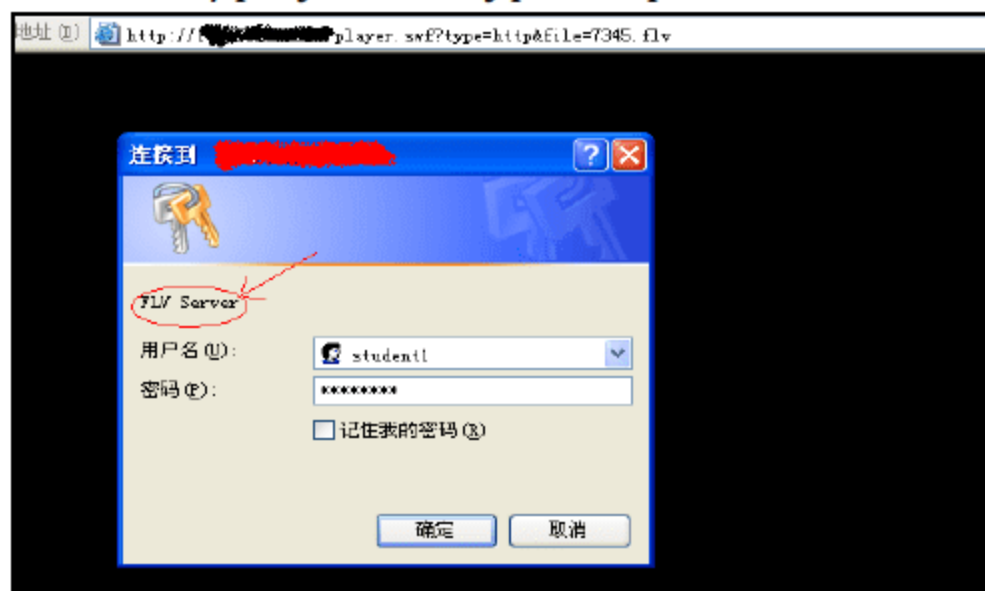 地址(D) http:// player.swf?type=http&file=7345.flv
连接到
FLV Server
用户名(U): student1
密码(P): ********
记住我的密码(R)
确定 取消